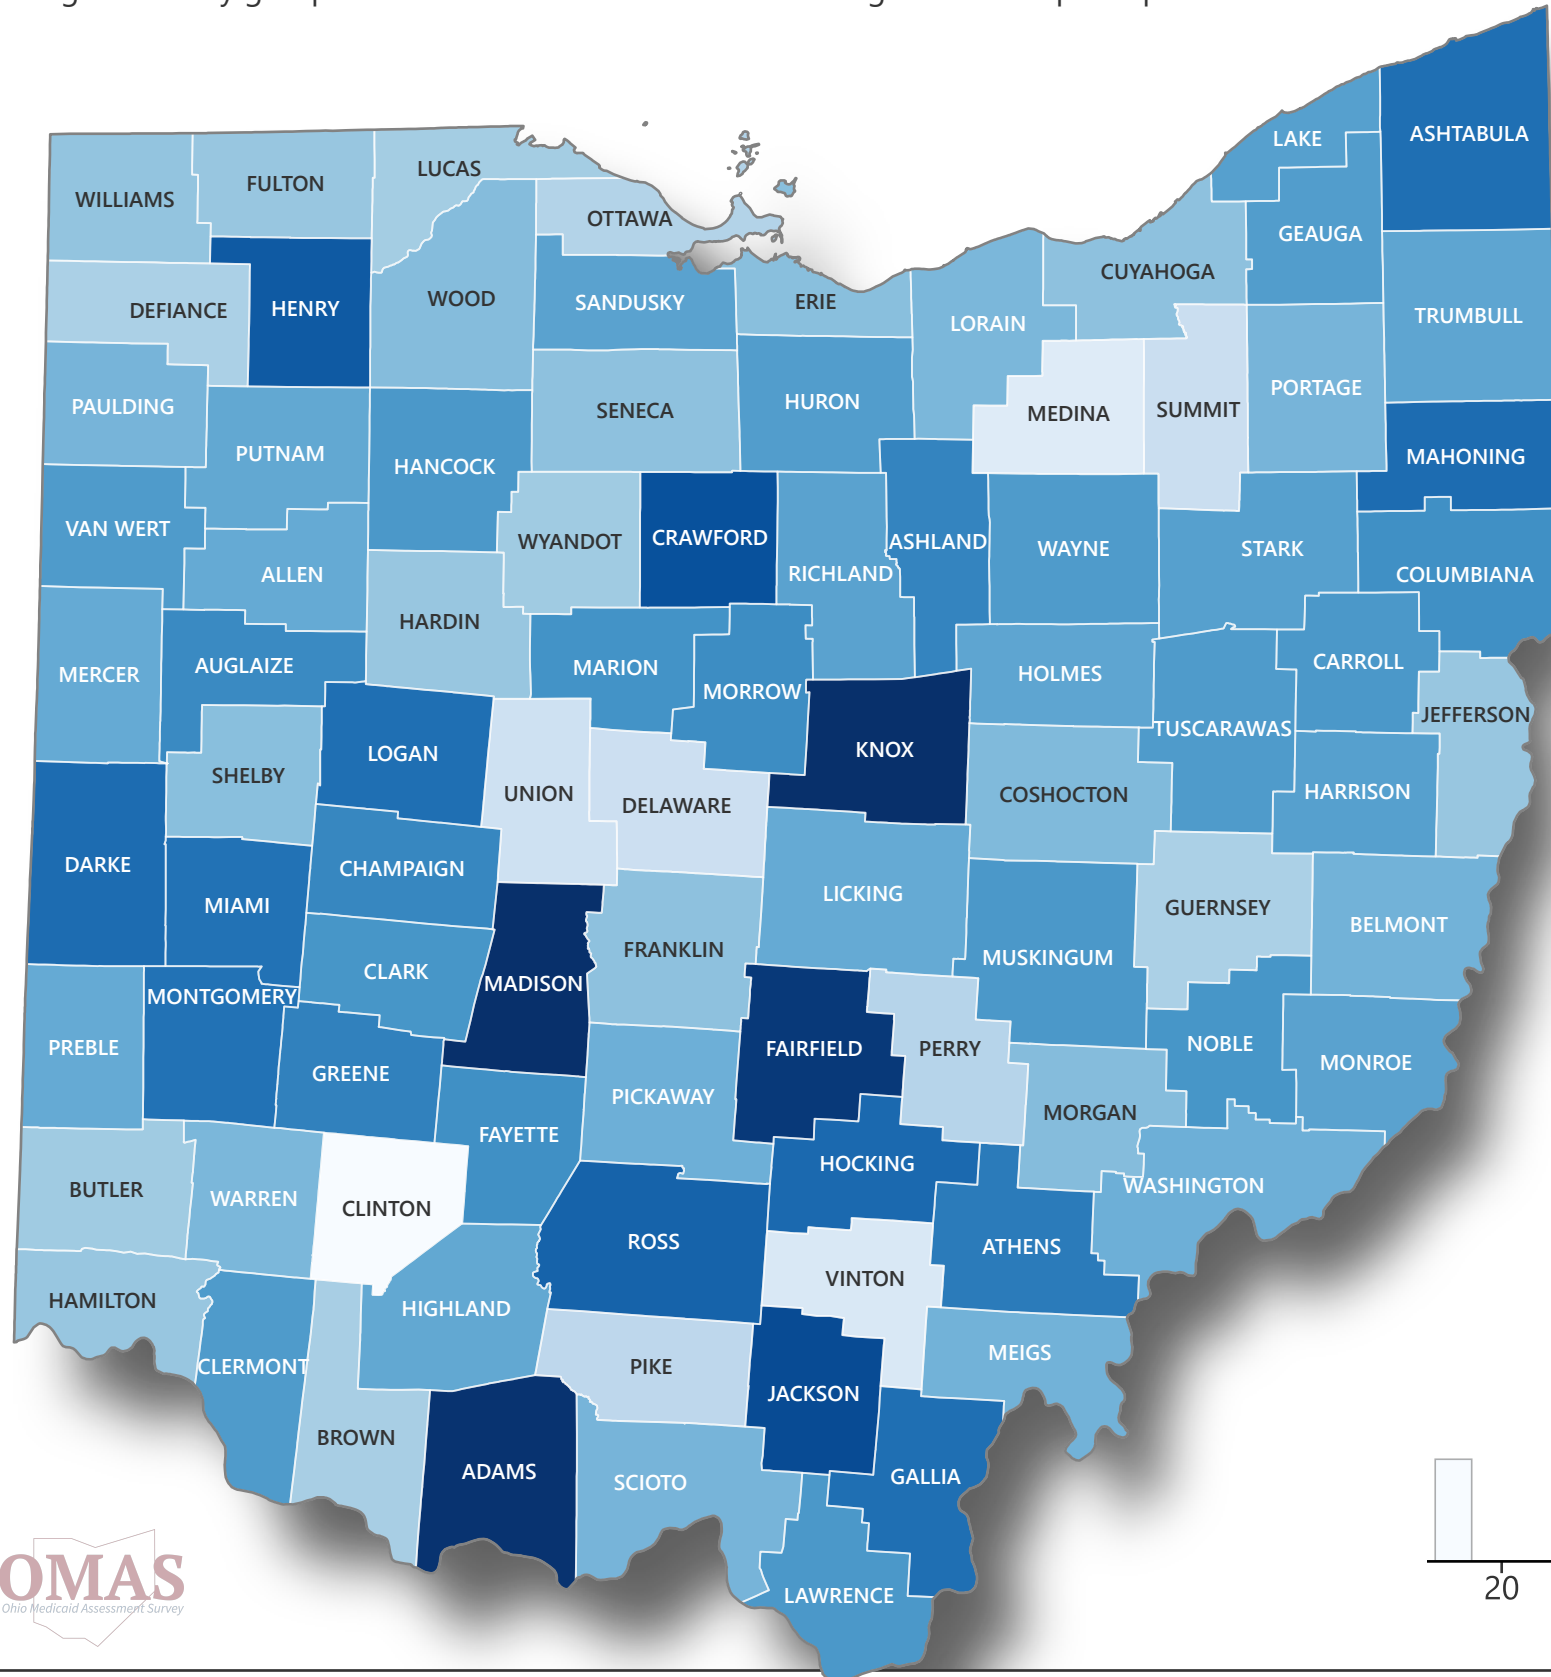 ASHTABULA
LAKE
LUCAS
FULTON
WILLIAMS
OTTAWA
GEAUGA
CUYAHOGA
WOOD
SANDUSKY
ERIE
HENRY
DEFIANCE
LORAIN
TRUMBULL
PORTAGE
HURON
PAULDING
SENECA
MEDINA
SUMMIT
PUTNAM
HANCOCK
MAHONING
VAN WERT
WYANDOT
CRAWFORD
ASHLAND
WAYNE
STARK
ALLEN
RICHLAND
COLUMBIANA
HARDIN
AUGLAIZE
MERCER
MARION
MORROW
HOLMES
CARROLL
JEFFERSON
TUSCARAWAS
LOGAN
KNOX
SHELBY
UNION
DELAWARE
COSHOCTON
HARRISON
DARKE
CHAMPAIGN
MIAMI
LICKING
GUERNSEY
BELMONT
FRANKLIN
MUSKINGUM
CLARK
MADISON
MONTGOMERY
PREBLE
GREENE
FAIRFIELD
PERRY
NOBLE
MONROE
PICKAWAY
MORGAN
FAYETTE
HOCKING
BUTLER
WARREN
CLINTON
WASHINGTON
ROSS
ATHENS
VINTON
HAMILTON
HIGHLAND
CLERMONT
PIKE
JACKSON
MEIGS
BROWN
ADAMS
SCIOTO
GALLIA
LAWRENCE
20
OMAS
Ohio Medicaid Assessment Survey